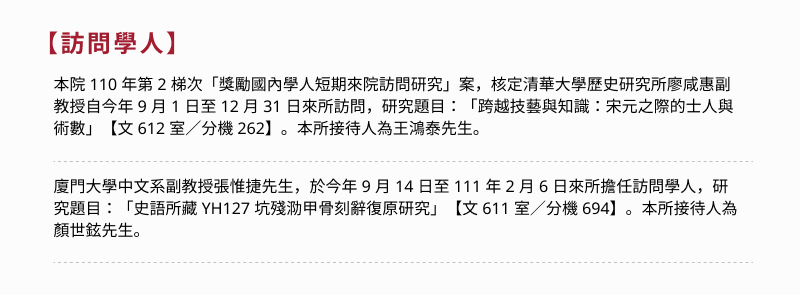 【訪問學人】
本院 110 年第 2 梯次「獎勵國內學人短期來院訪問研究」案，核定清華大學歷史研究所廖咸惠副
教授自今年 9 月 1 日至 12 月 31 日來所訪問，研究題目：「跨越技藝與知識：宋元之際的士人與
術數」【文 612 室／分機 262】。本所接待人為王鴻泰先生。
廈門大學中文系副教授張惟捷先生，於今年 9 月 14 日至 111 年 2 月 6 日來所擔任訪問學人，研
究題目：「史語所藏 YH127 坑殘泐甲骨刻辭復原研究」【文 611 室／分機 694】。本所接待人為
顏世鉉先生。